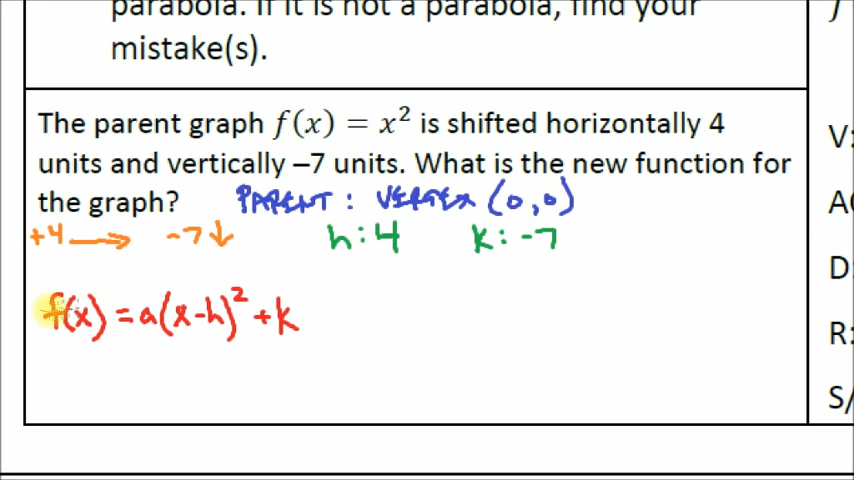 parabola. If it is not a parabola, find your
mistake(s).
The parent graph f(x) = x² is shifted horizontally 4
units and vertically –7 units. What is the new function for
the graph? PARENT: VERTEX (0,0)
+4 → -7↓ h:4 k:-7
f(x) = a(x-h)² + k
V:
D:
R:
S/